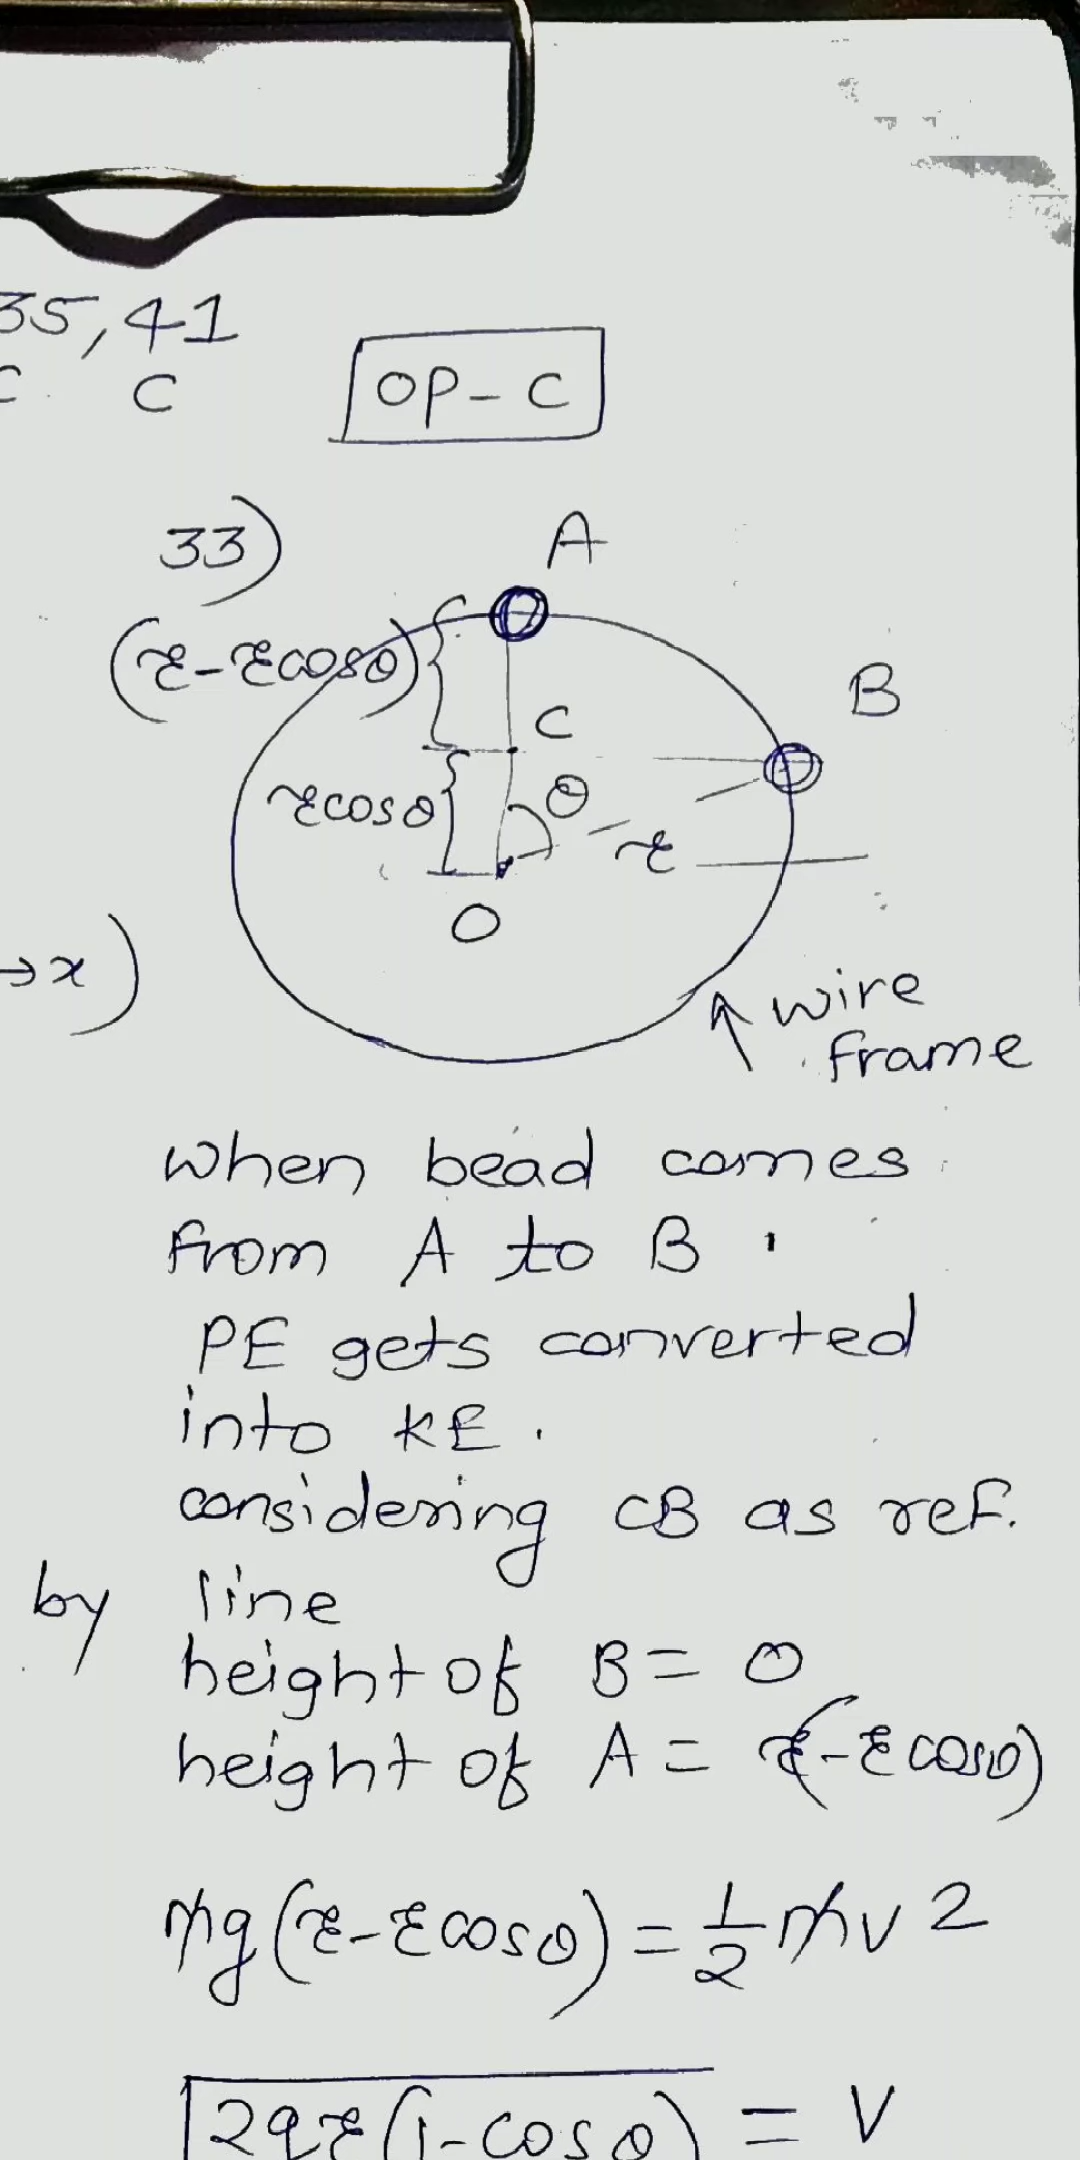 35, 41
C C
OP - C
33)
A
(r - r cosθ)
B
C
r cosθ
θ
r
O
→ x)
↑ wire
frame
when bead comes
from A to B.
PE gets converted
into KE.
considering CB as ref.
by line
height of B = 0
height of A = (r - r cosθ)
mg(r - r cosθ) = 1/2 mv2
√2gr(1 - cosθ) = v